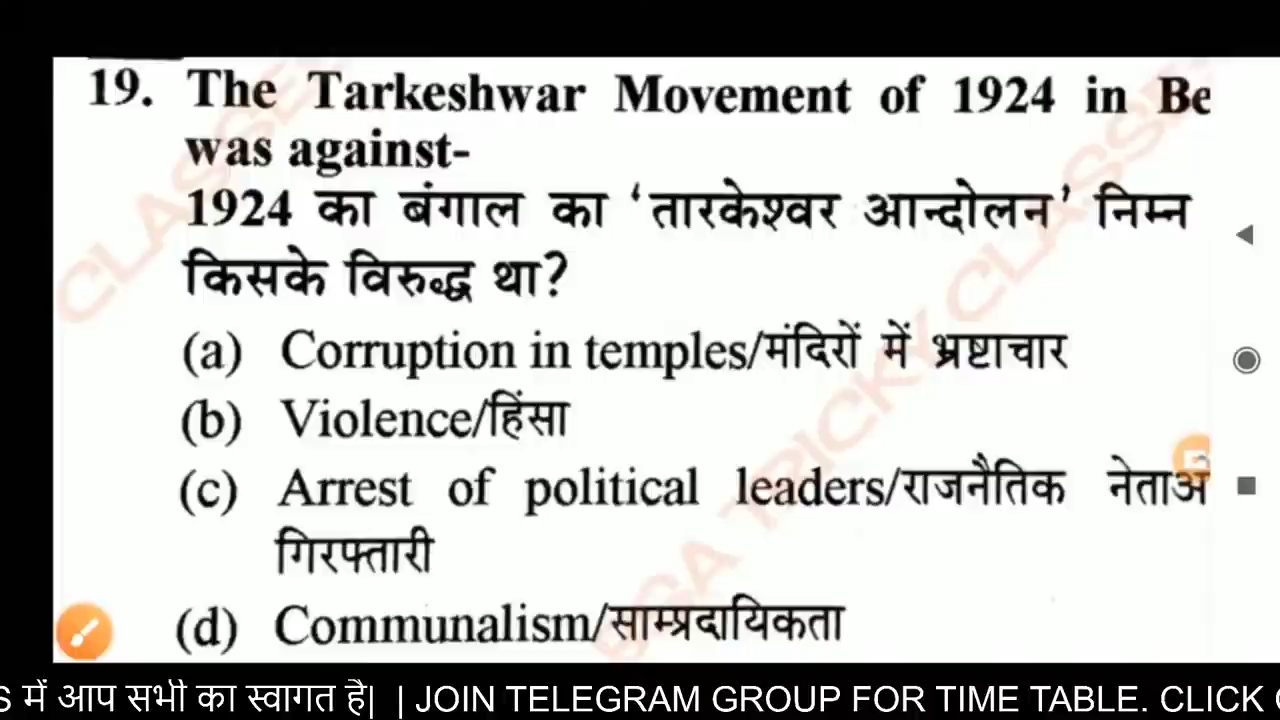 19. The Tarkeshwar Movement of 1924 in Be
was against-
1924 का बंगाल का ‘तारकेश्वर आन्दोलन’ निम्न
किसके विरुद्ध था?
(a) Corruption in temples/मंदिरों में भ्रष्टाचार
(b) Violence/हिंसा
(c) Arrest of political leaders/राजनैतिक नेताअ
गिरफ्तारी
(d) Communalism/साम्प्रदायिकता
S में आप सभी का स्वागत है| | JOIN TELEGRAM GROUP FOR TIME TABLE. CLICK